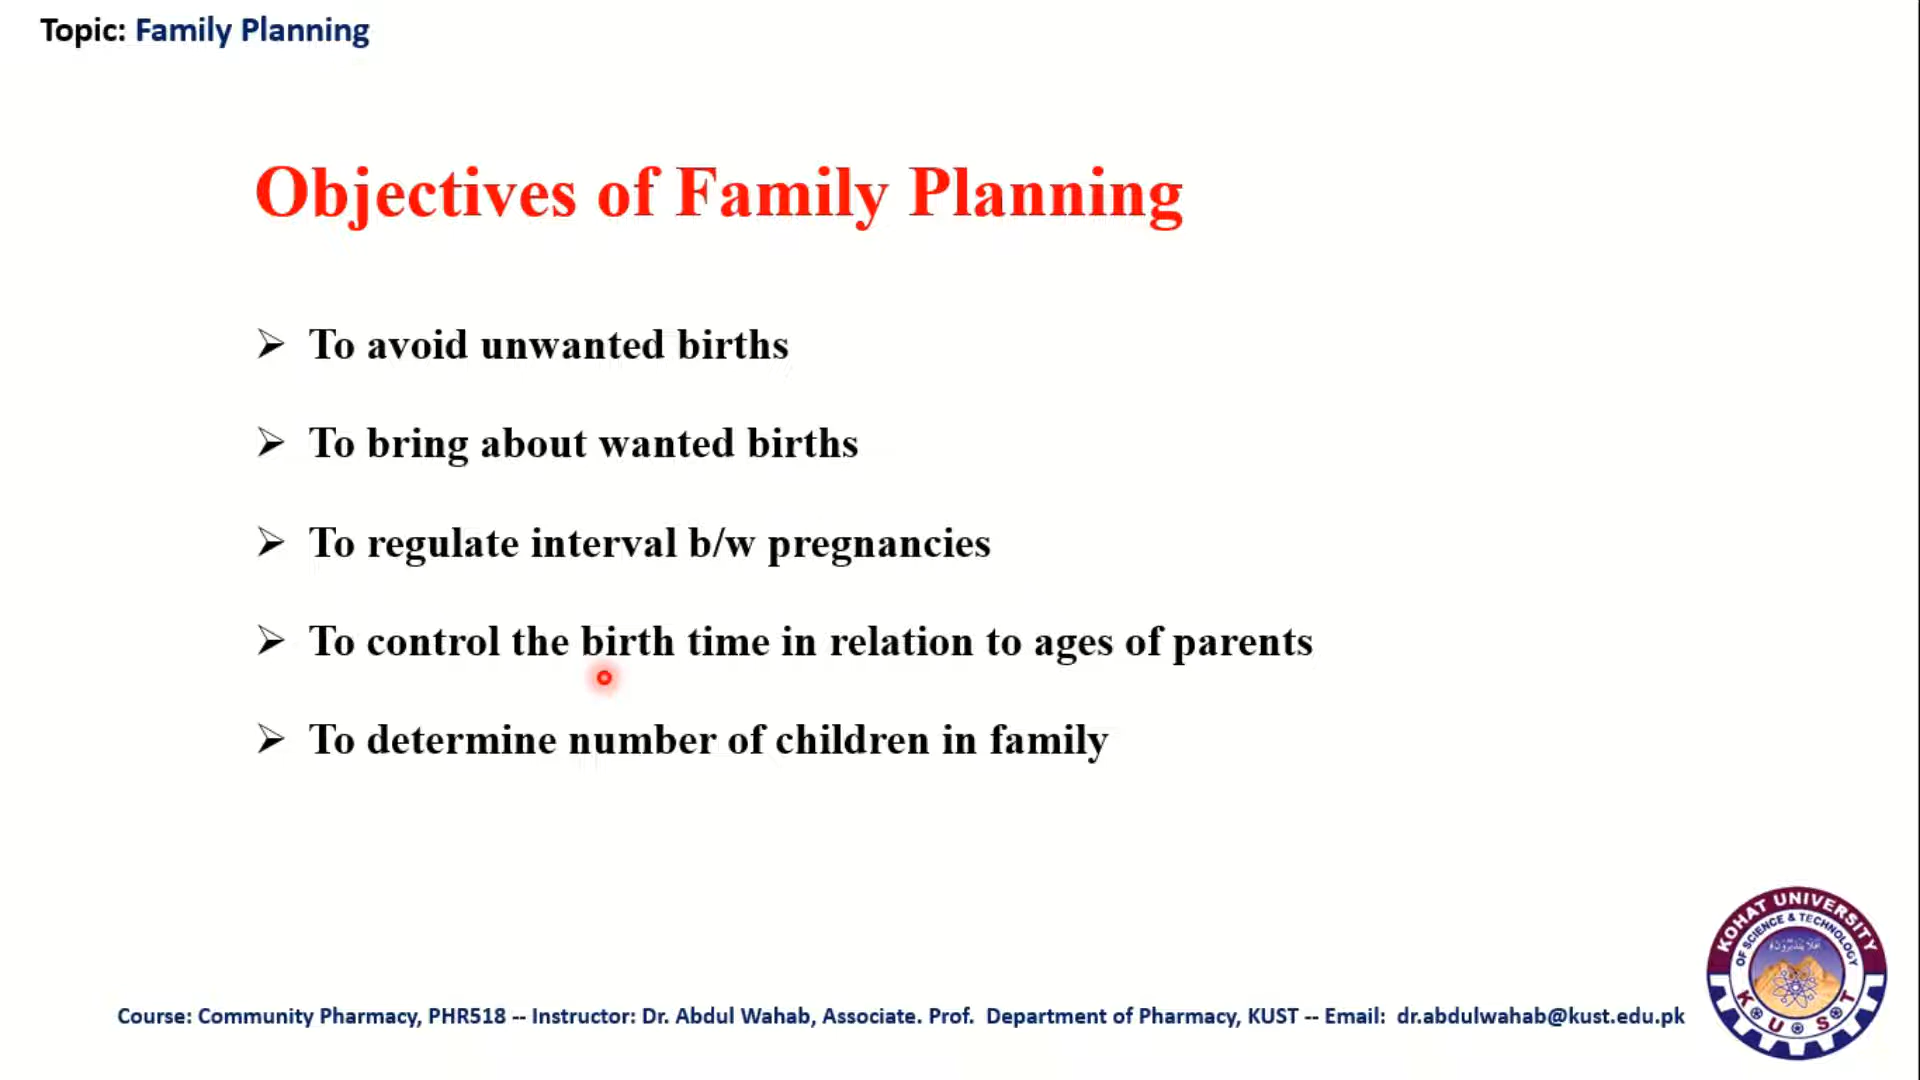 Topic: Family Planning
Objectives of Family Planning
➢ To avoid unwanted births
➢ To bring about wanted births
➢ To regulate interval b/w pregnancies
➢ To control the birth time in relation to ages of parents
➢ To determine number of children in family
KOHAT UNIVERSITY
OF SCIENCE & TECHNOLOGY
K U S T
Course: Community Pharmacy, PHR518 -- Instructor: Dr. Abdul Wahab, Associate. Prof. Department of Pharmacy, KUST -- Email: dr.abdulwahab@kust.edu.pk